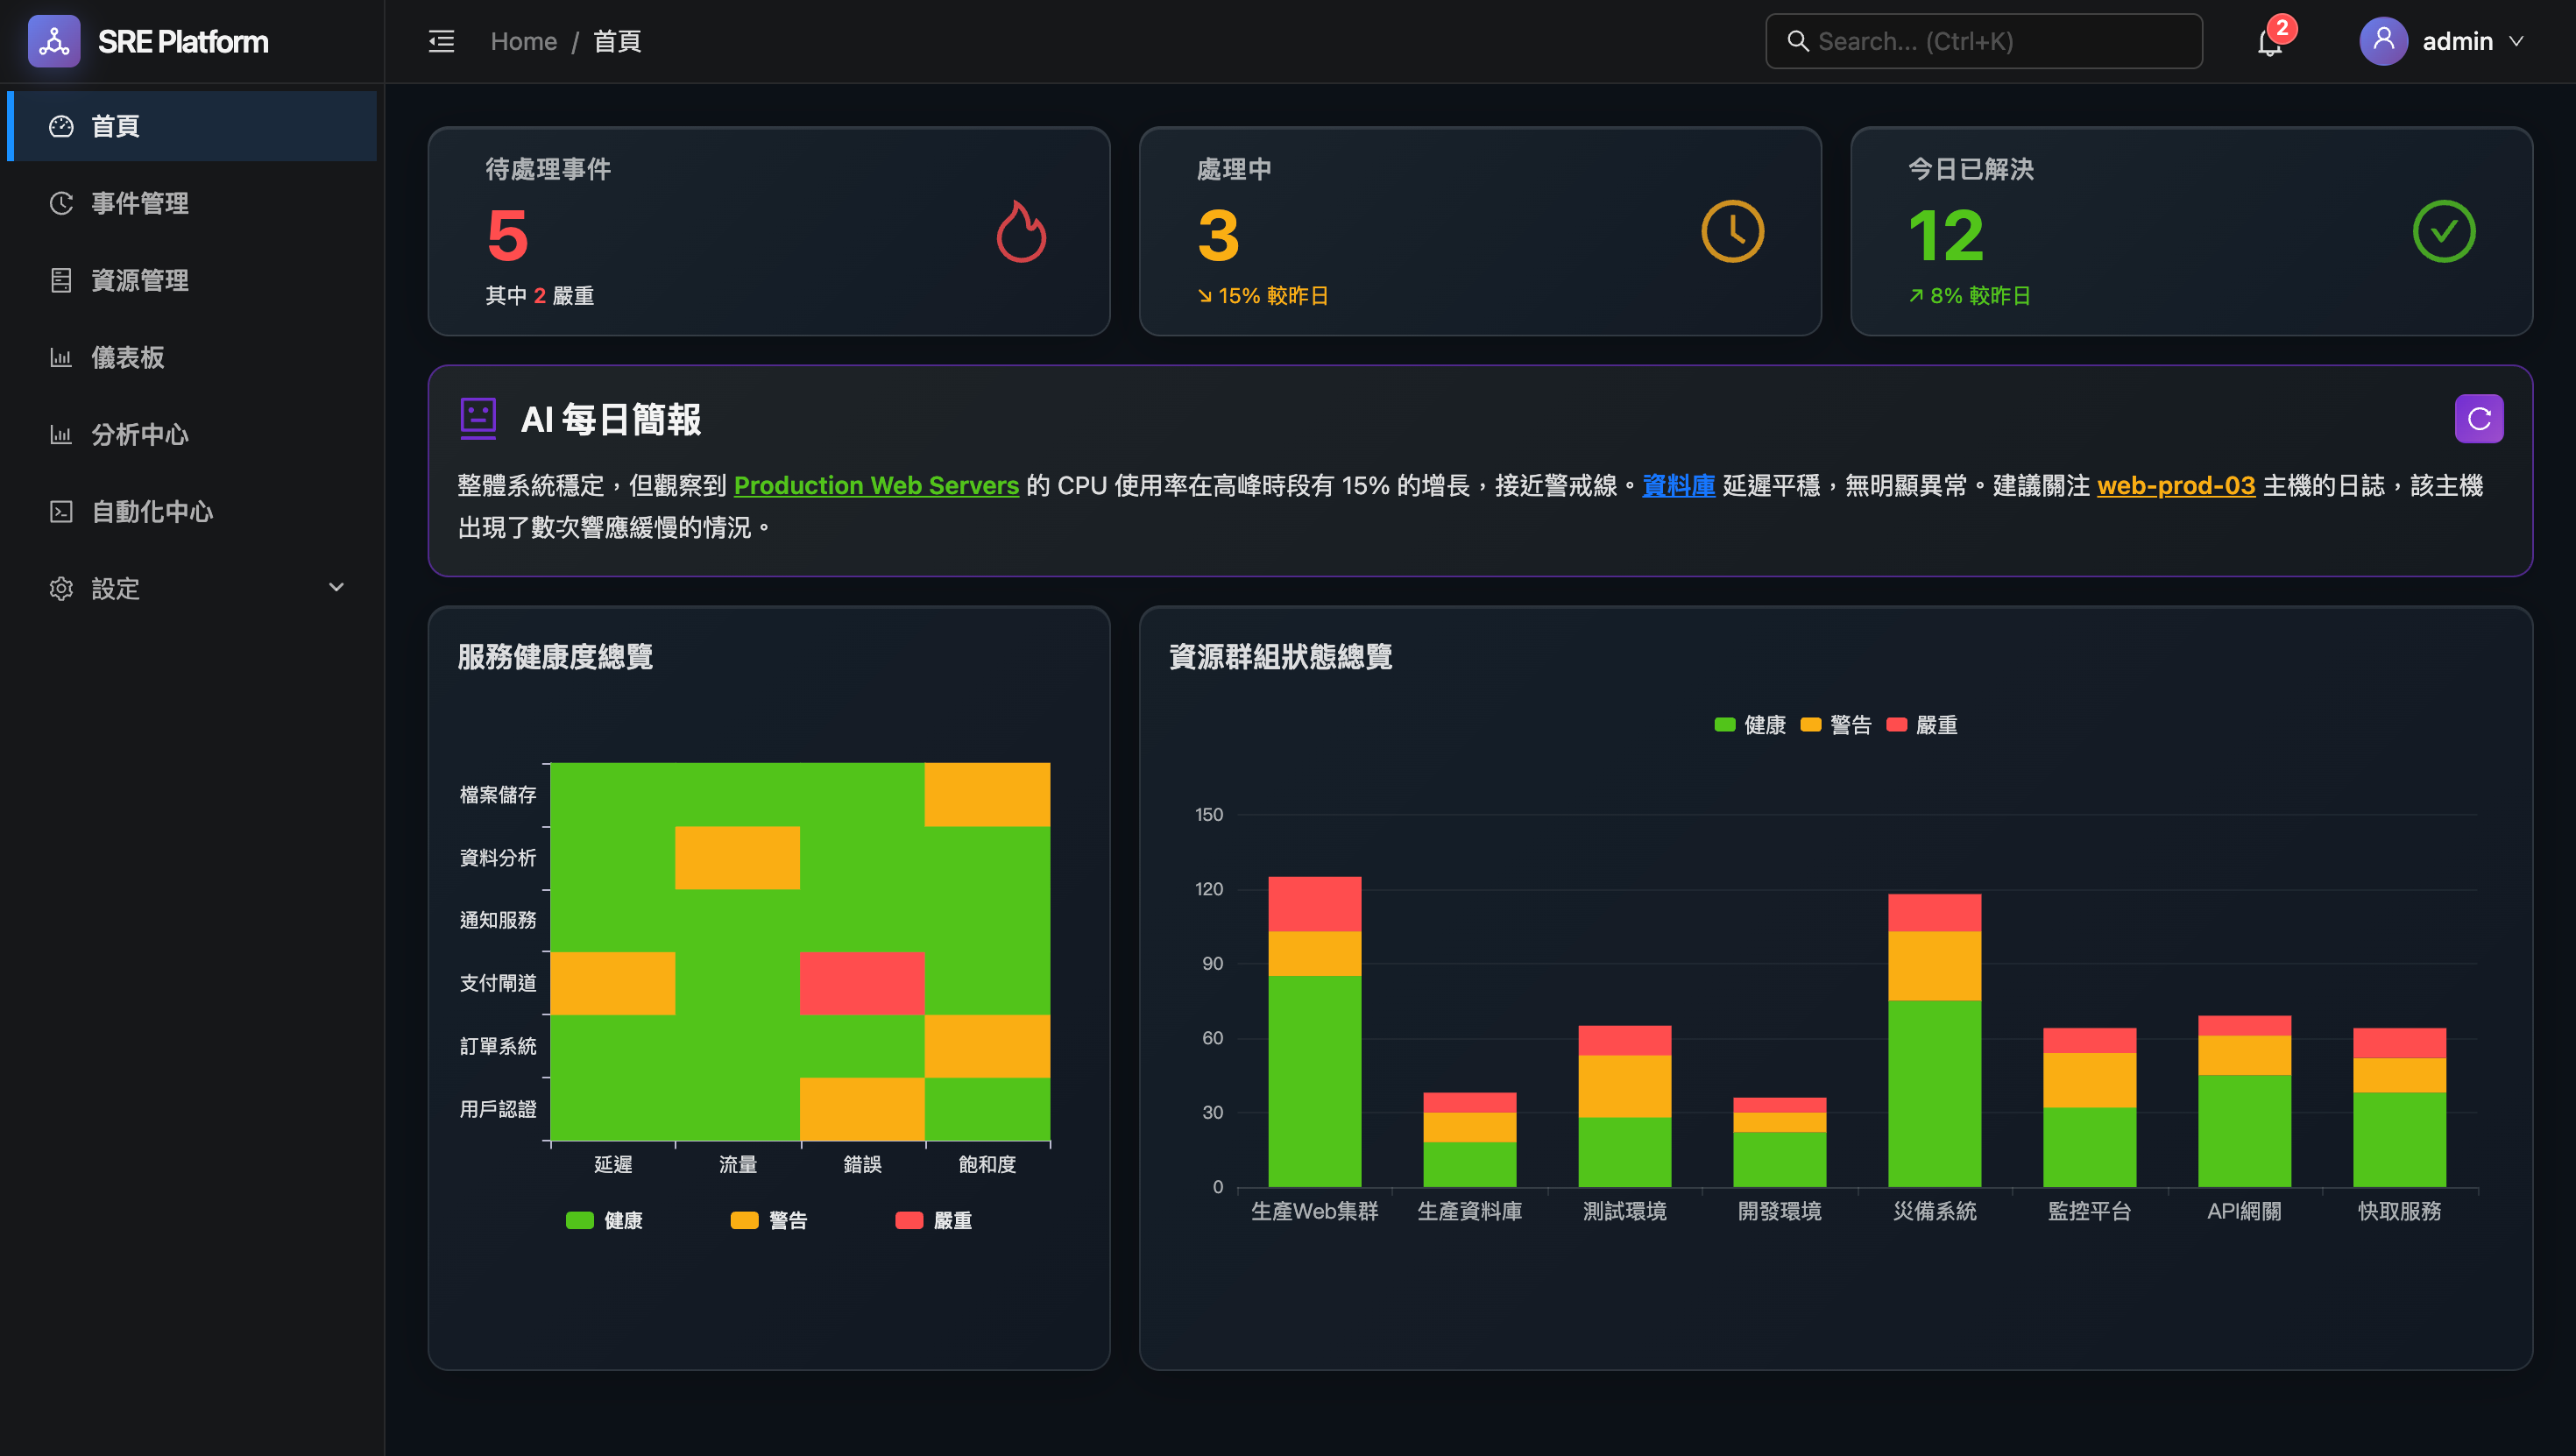 SRE Platform
Home / 首頁
Search... (Ctrl+K)
2
admin
首頁
事件管理
資源管理
儀表板
分析中心
自動化中心
設定
待處理事件
5
其中 2 嚴重
處理中
3
15% 較昨日
今日已解決
12
8% 較昨日
AI 每日簡報
整體系統穩定，但觀察到 Production Web Servers 的 CPU 使用率在高峰時段有 15% 的增長，接近警戒線。資料庫 延遲平穩，無明顯異常。建議關注 web-prod-03 主機的日誌，該主機
出現了數次響應緩慢的情況。
服務健康度總覽
檔案儲存
資料分析
通知服務
支付閘道
訂單系統
用戶認證
延遲 流量 錯誤 飽和度
健康 警告 嚴重
資源群組狀態總覽
健康 警告 嚴重
150
120
90
60
30
0
生產Web集群 生產資料庫 測試環境 開發環境 災備系統 監控平台 API網關 快取服務